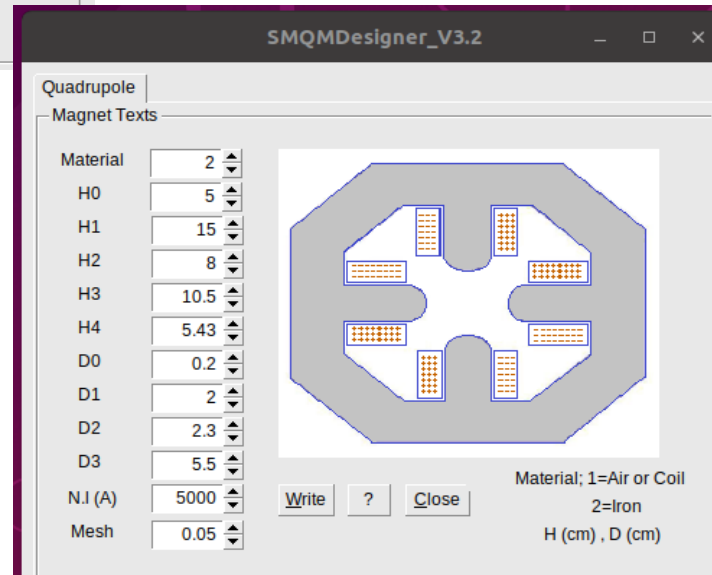 SMQMDesigner_V3.2
Quadrupole
Magnet Texts
Material 2
H0 5
H1 15
H2 8
H3 10.5
H4 5.43
D0 0.2
D1 2
D2 2.3
D3 5.5
N.I (A) 5000
Mesh 0.05
Write ? Close
Material; 1=Air or Coil
2=Iron
H (cm) , D (cm)